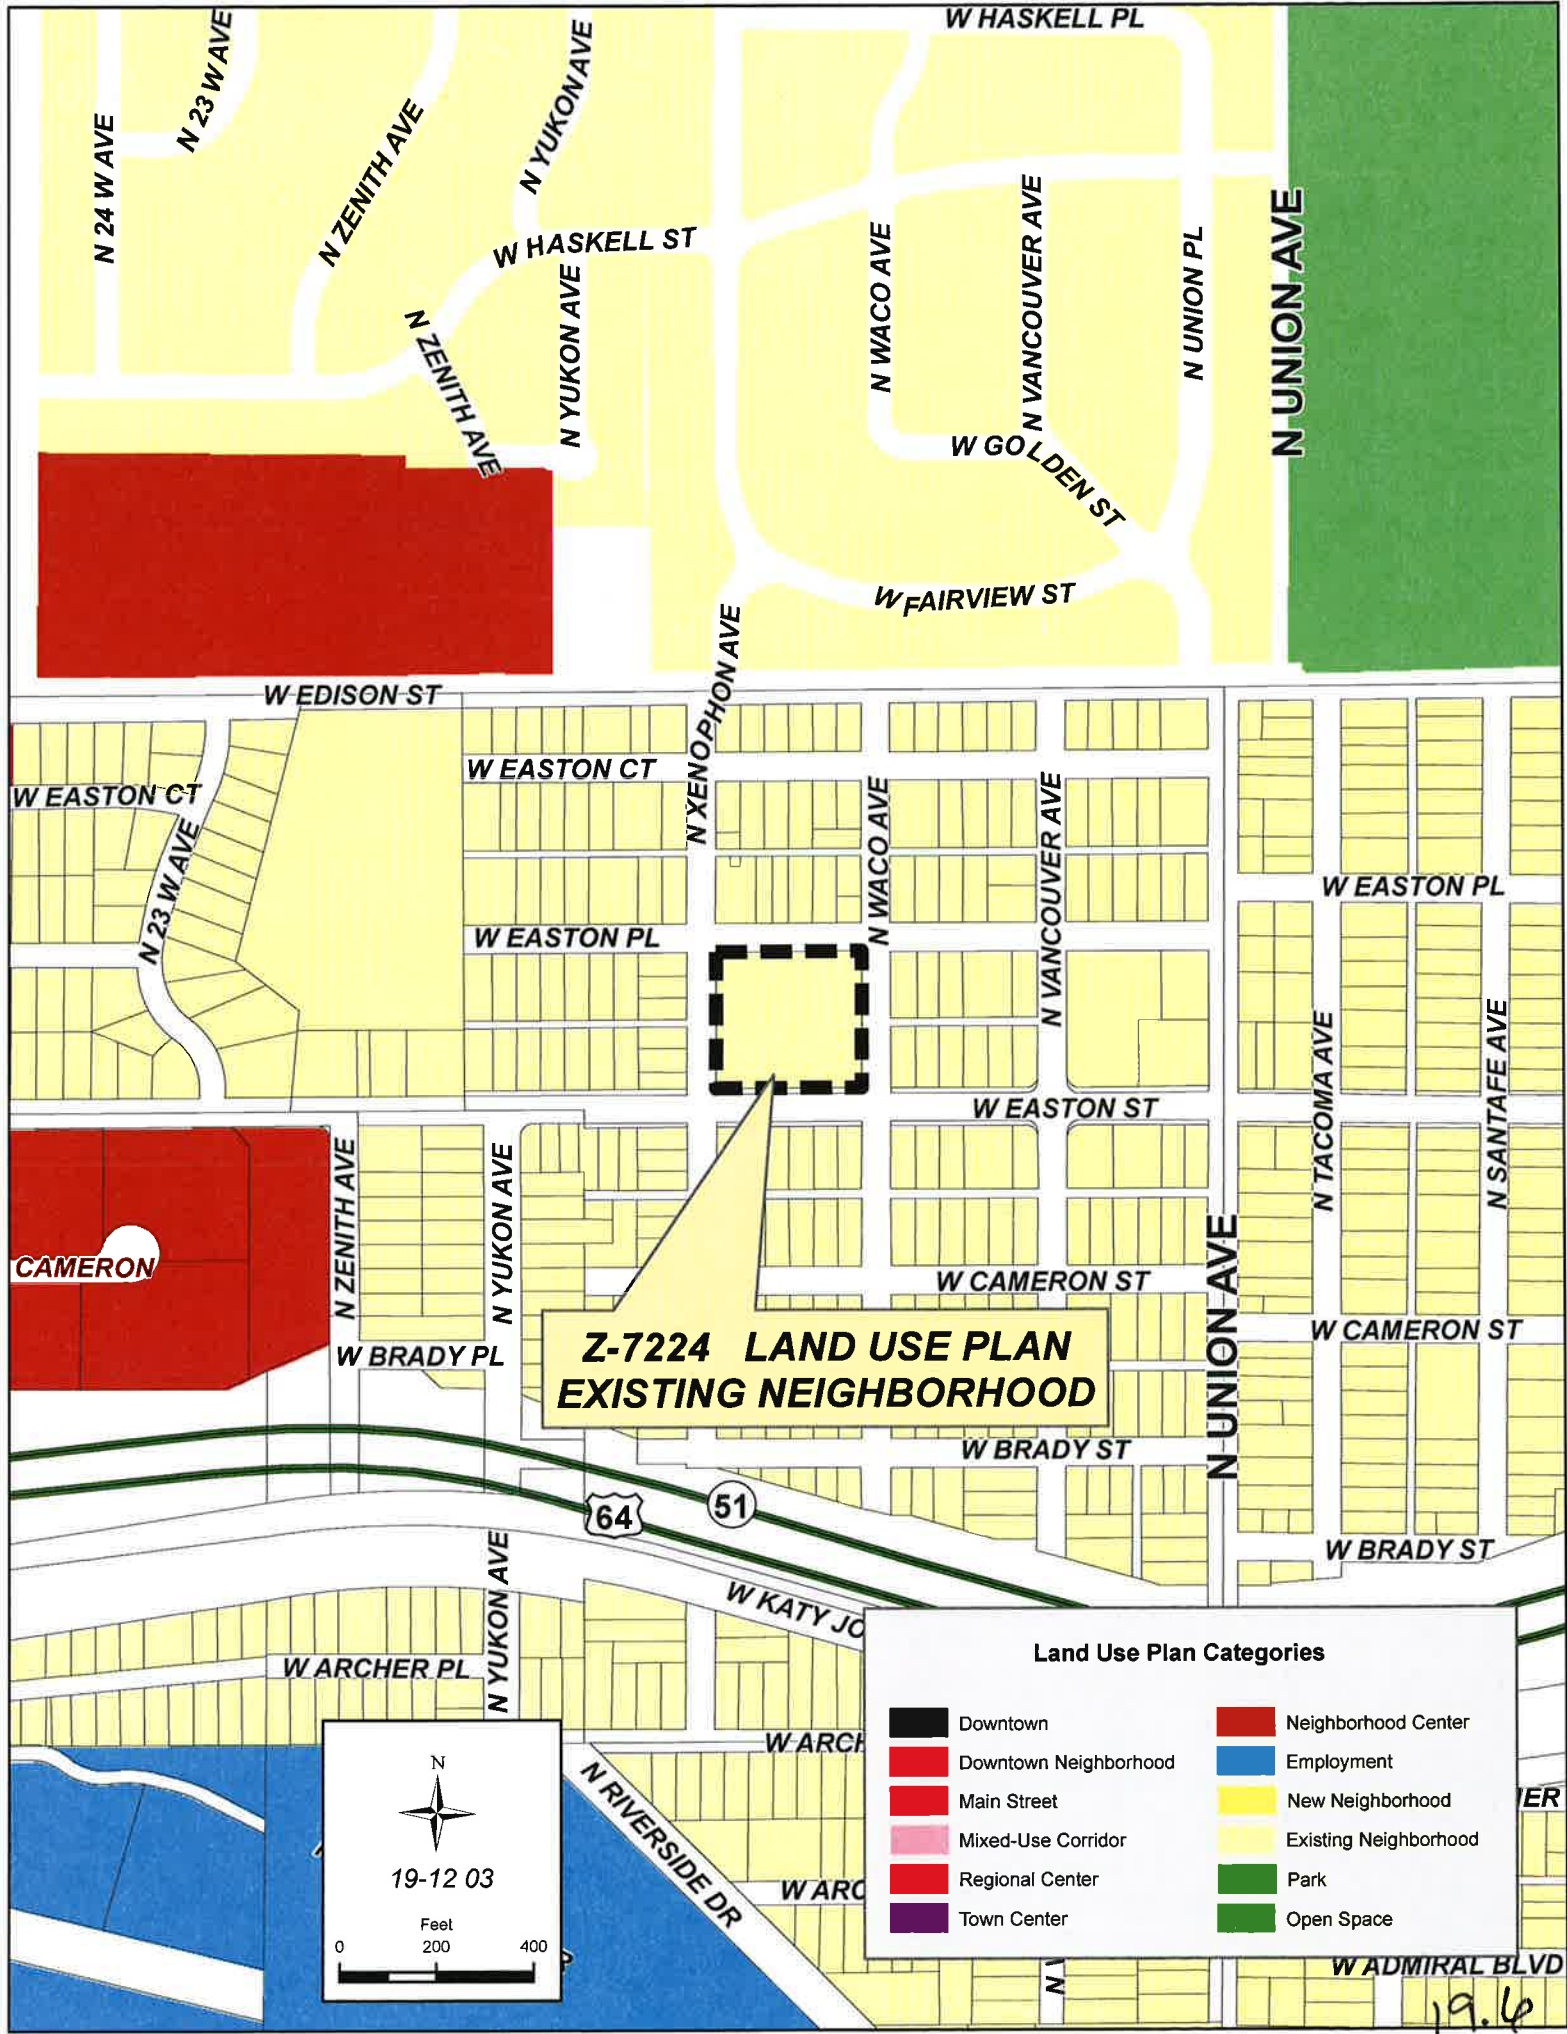 W HASKELL PL
N 23 W AVE
N YUKON AVE
N 24 W AVE
N ZENITH AVE
W HASKELL ST
N WACO AVE
N VANCOUVER AVE
N UNION PL
N UNION AVE
N YUKON AVE
N ZENITH AVE
W GOLDEN ST
W FAIRVIEW ST
N XENOPHON AVE
W EDISON ST
W EASTON CT
W EASTON CT
N 23 W AVE
N WACO AVE
N VANCOUVER AVE
W EASTON PL
W EASTON PL
N TACOMA AVE
N SANTAFE AVE
W EASTON ST
N ZENITH AVE
N YUKON AVE
CAMERON
W CAMERON ST
N UNION AVE
W CAMERON ST
W BRADY PL
Z-7224 LAND USE PLAN
EXISTING NEIGHBORHOOD
W BRADY ST
64
51
W BRADY ST
N YUKON AVE
W KATY JO
W ARCHER PL
W ARCH
N RIVERSIDE DR
W ARC
N
19-12 03
Feet
0 200 400
R
Land Use Plan Categories
Downtown
Downtown Neighborhood
Main Street
Mixed-Use Corridor
Regional Center
Town Center
Neighborhood Center
Employment
New Neighborhood
Existing Neighborhood
Park
Open Space
IER
N V
W ADMIRAL BLVD
19.6